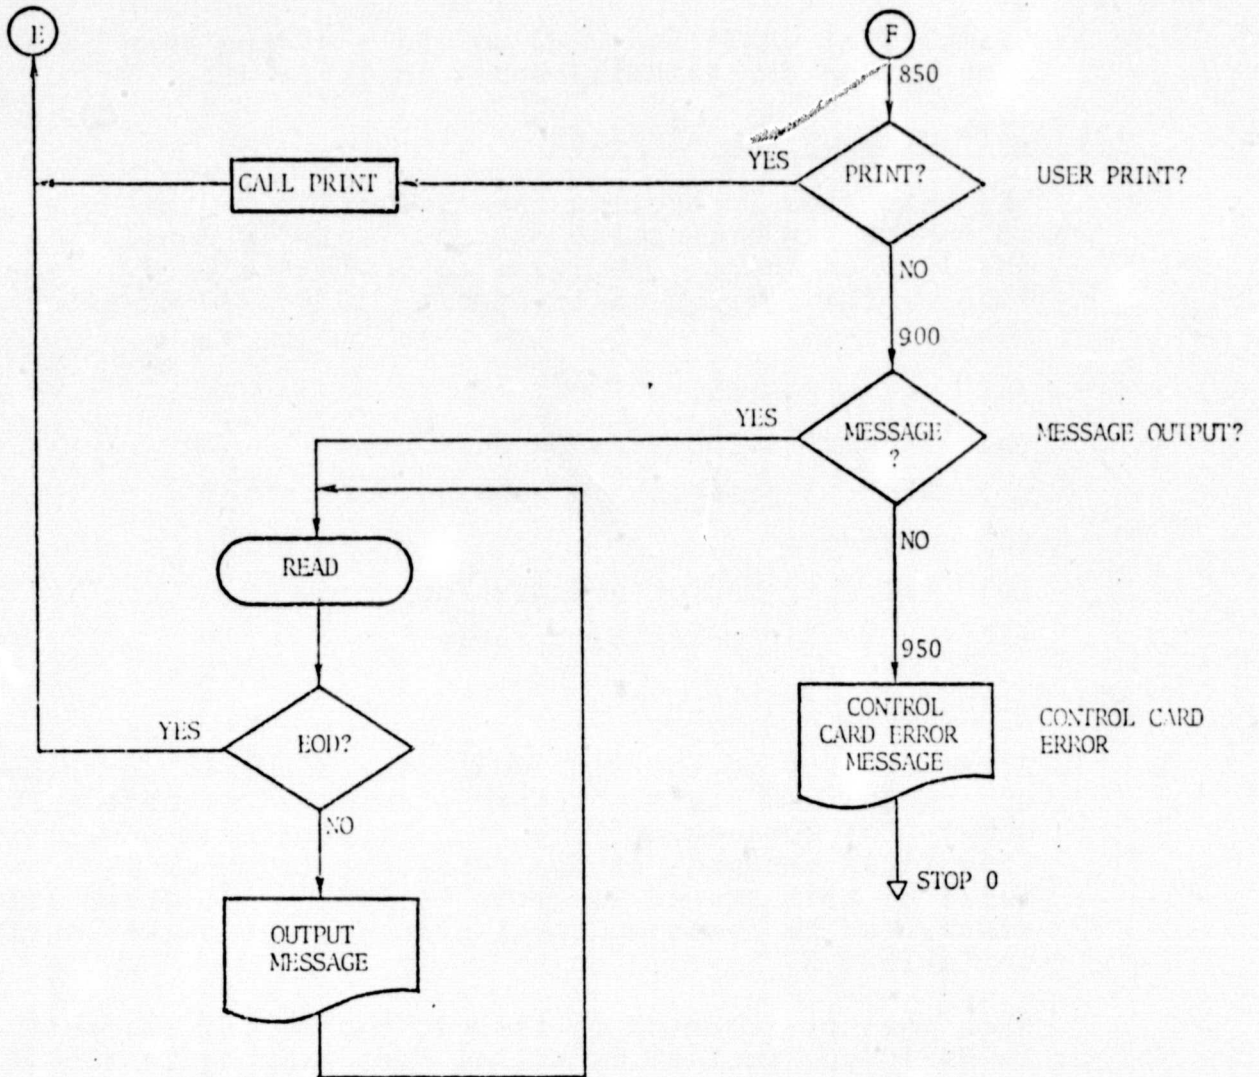 E
F
850
YES
CALL PRINT
PRINT?
USER PRINT?
NO
900
YES
MESSAGE
?
MESSAGE OUTPUT?
NO
READ
950
CONTROL
CARD ERROR
MESSAGE
CONTROL CARD
ERROR
YES
EOD?
NO
STOP 0
OUTPUT
MESSAGE